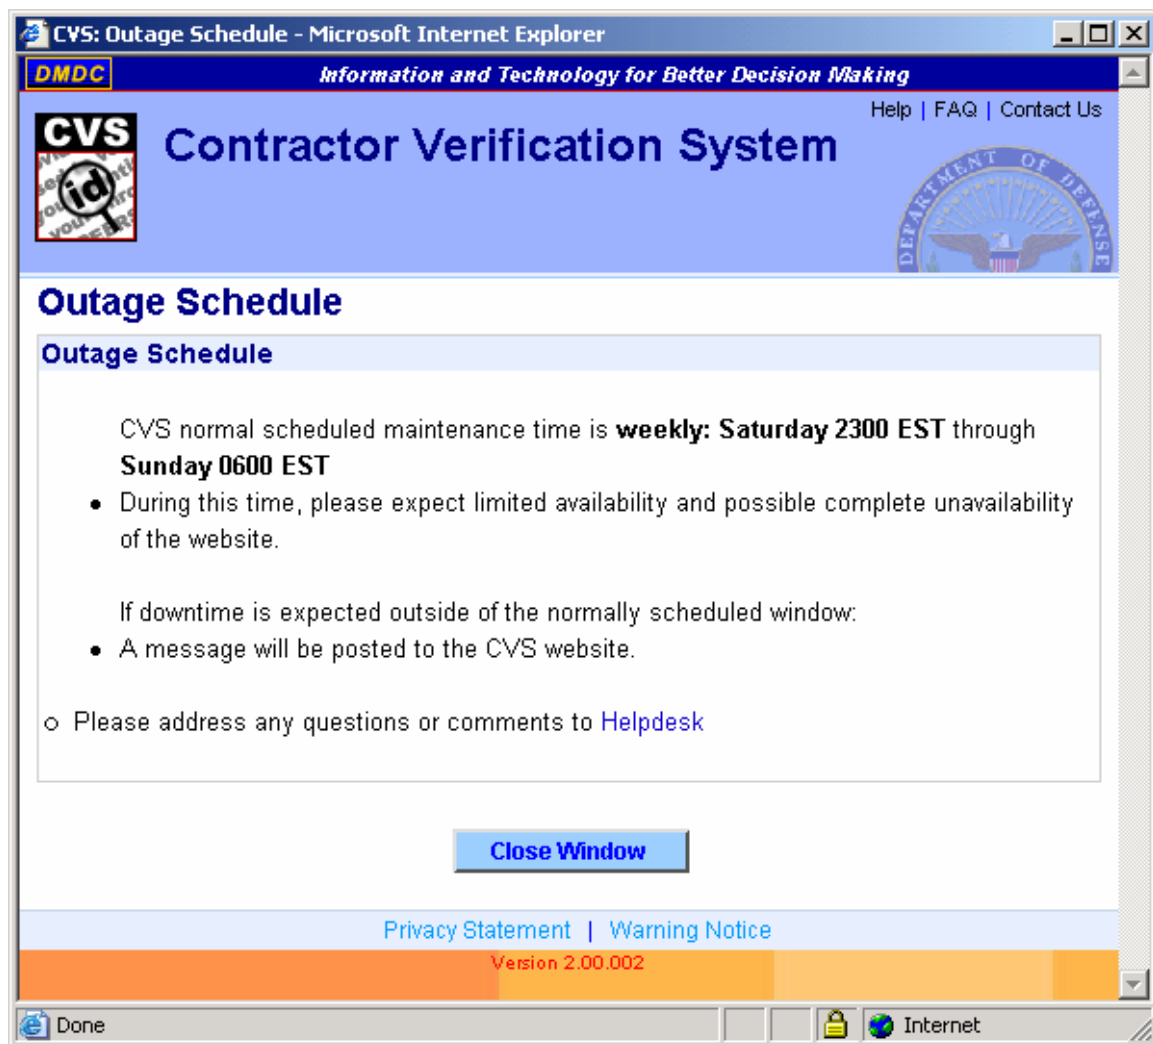 CVS: Outage Schedule - Microsoft Internet Explorer
DMDC
Information and Technology for Better Decision Making
Help | FAQ | Contact Us
CVS
id
Contractor Verification System
DEPARTMENT OF DEFENSE
Outage Schedule
Outage Schedule
CVS normal scheduled maintenance time is weekly: Saturday 2300 EST through
Sunday 0600 EST
• During this time, please expect limited availability and possible complete unavailability
of the website.
If downtime is expected outside of the normally scheduled window:
• A message will be posted to the CVS website.
o Please address any questions or comments to Helpdesk
Close Window
Privacy Statement | Warning Notice
Version 2.00.002
Done
Internet